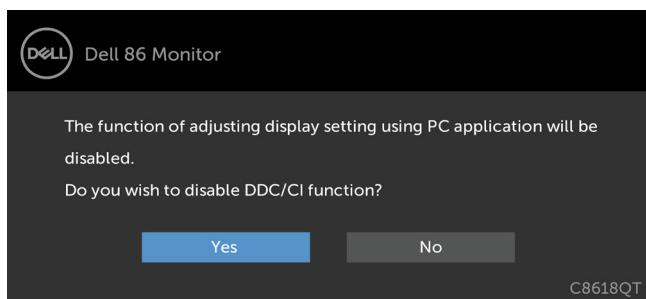 DELL
Dell 86 Monitor
The function of adjusting display setting using PC application will be
disabled.
Do you wish to disable DDC/CI function?
Yes
No
C8618QT